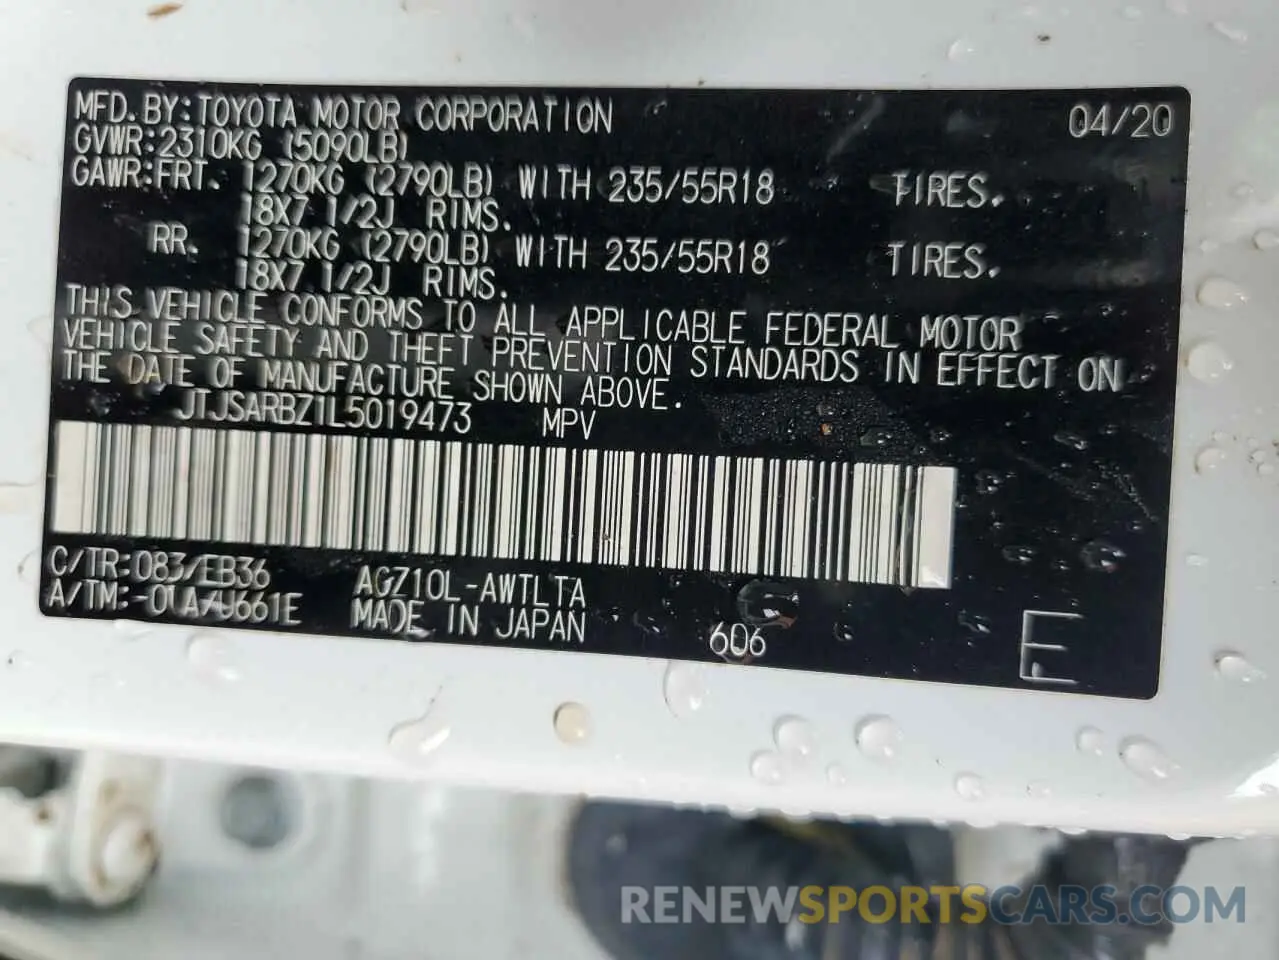 MFD. BY: TOYOTA MOTOR CORPORATION 04/20
GVWR: 2310KG (5090LB)
GAWR: FRT. 1270KG (2790LB) WITH 235/55R18 TIRES.
18X7 1/2J RIMS.
RR. 1270KG (2790LB) WITH 235/55R18 TIRES.
18X7 1/2J RIMS.
THIS VEHICLE CONFORMS TO ALL APPLICABLE FEDERAL MOTOR
VEHICLE SAFETY AND THEFT PREVENTION STANDARDS IN EFFECT ON
THE DATE OF MANUFACTURE SHOWN ABOVE.
JTJSARBZ1L5019473 MPV
C/TR: 083/EB36 AGZ10L-AWTLTA
A/TM: -01A/U661E MADE IN JAPAN 606 E
RENEWSPORTSCARS.COM